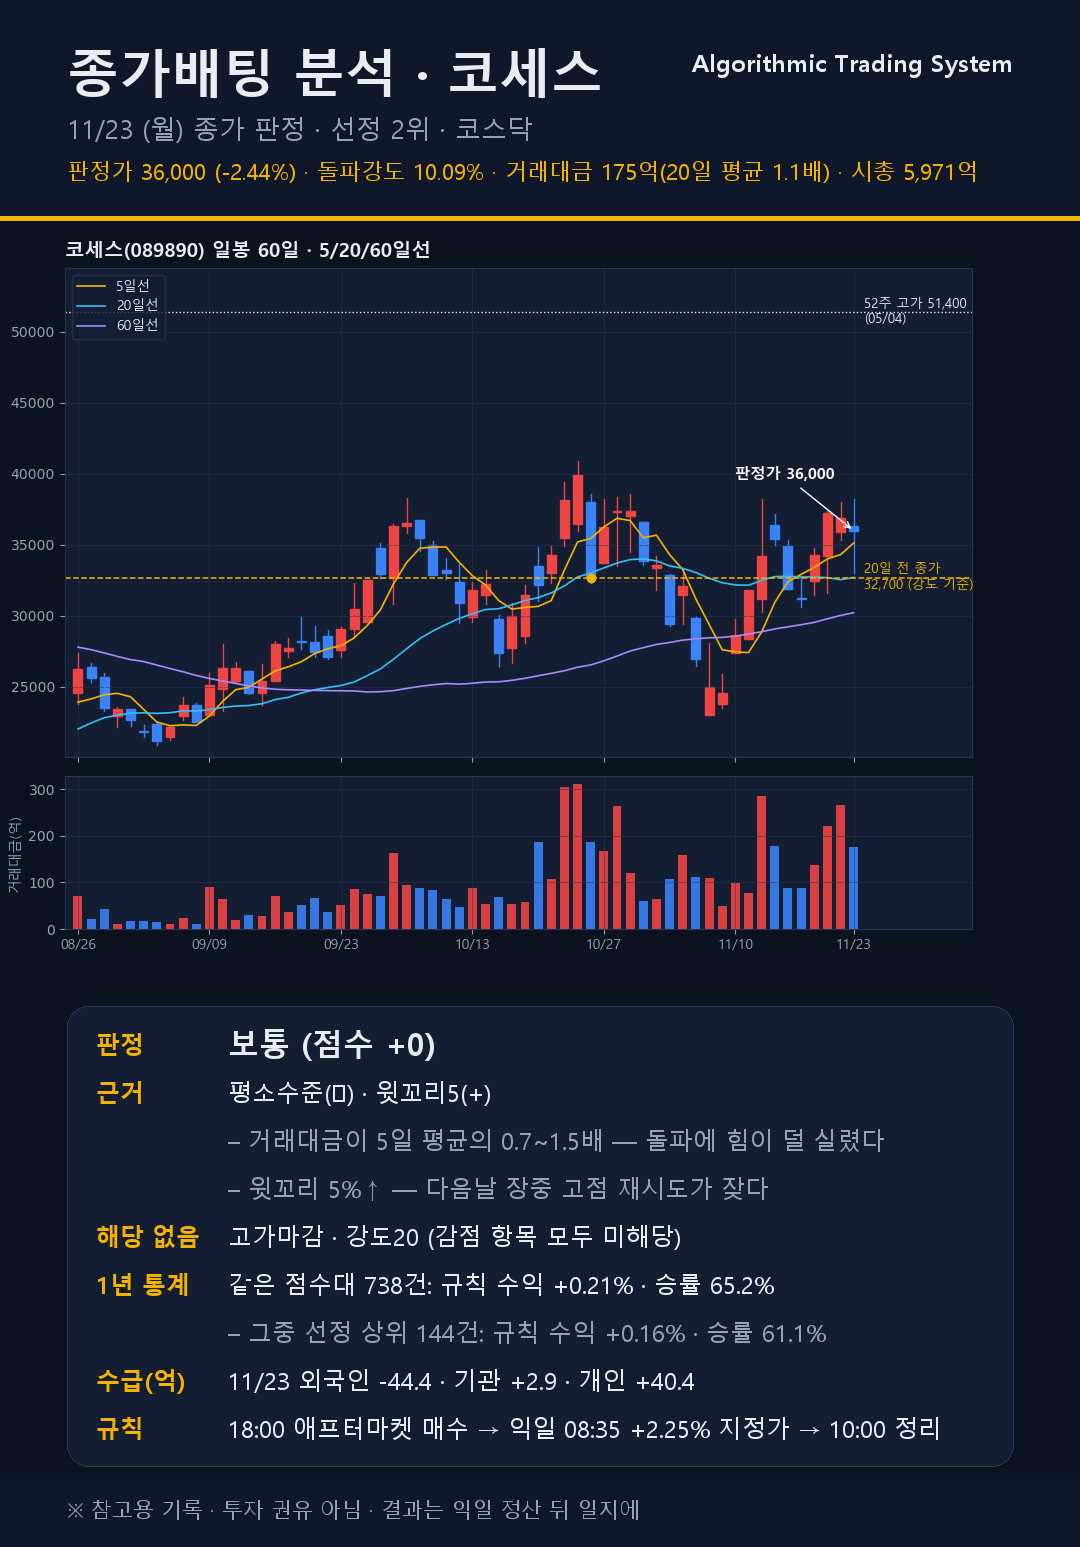 종가배팅 분석 · 코세스
Algorithmic Trading System
11/23 (월) 종가 판정 · 선정 2위 · 코스닥
판정가 36,000 (-2.44%) · 돌파강도 10.09% · 거래대금 175억(20일 평균 1.1배) · 시총 5,971억
코세스(089890) 일봉 60일 · 5/20/60일선
5일선
20일선
60일선
52주 고가 51,400
(05/04)
50000
45000
40000
35000
30000
25000
판정가 36,000
20일 전 종가
32,700 (강도 기준)
거래대금(억)
300
200
100
0
08/26
09/09
09/23
10/13
10/27
11/10
11/23
판정 보통 (점수 +0)
근거 평소수준(▯) · 윗꼬리5(+)
– 거래대금이 5일 평균의 0.7~1.5배 — 돌파에 힘이 덜 실렸다
– 윗꼬리 5%↑ — 다음날 장중 고점 재시도가 잦다
해당 없음 고가마감 · 강도20 (감점 항목 모두 미해당)
1년 통계 같은 점수대 738건: 규칙 수익 +0.21% · 승률 65.2%
– 그중 선정 상위 144건: 규칙 수익 +0.16% · 승률 61.1%
수급(억) 11/23 외국인 -44.4 · 기관 +2.9 · 개인 +40.4
규칙 18:00 애프터마켓 매수 → 익일 08:35 +2.25% 지정가 → 10:00 정리
※ 참고용 기록 · 투자 권유 아님 · 결과는 익일 정산 뒤 일지에